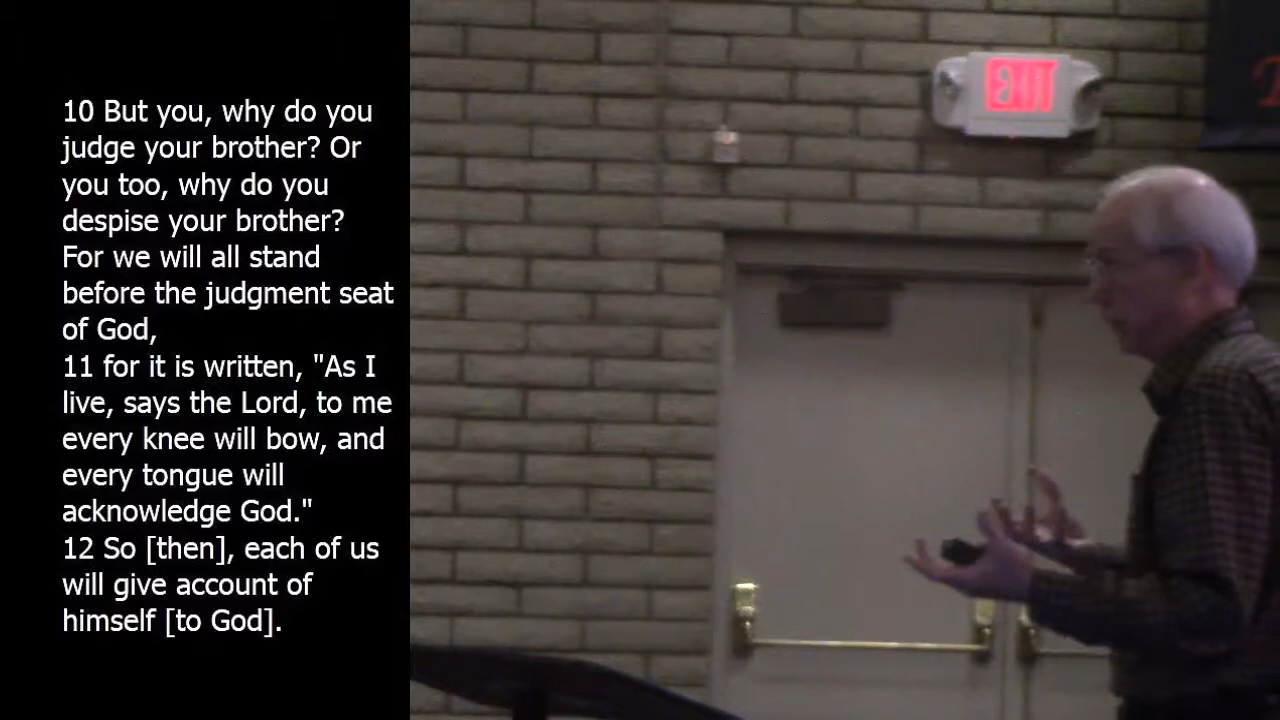 10 But you, why do you
judge your brother? Or
you too, why do you
despise your brother?
For we will all stand
before the judgment seat
of God,
11 for it is written, "As I
live, says the Lord, to me
every knee will bow, and
every tongue will
acknowledge God."
12 So [then], each of us
will give account of
himself [to God].
EXIT